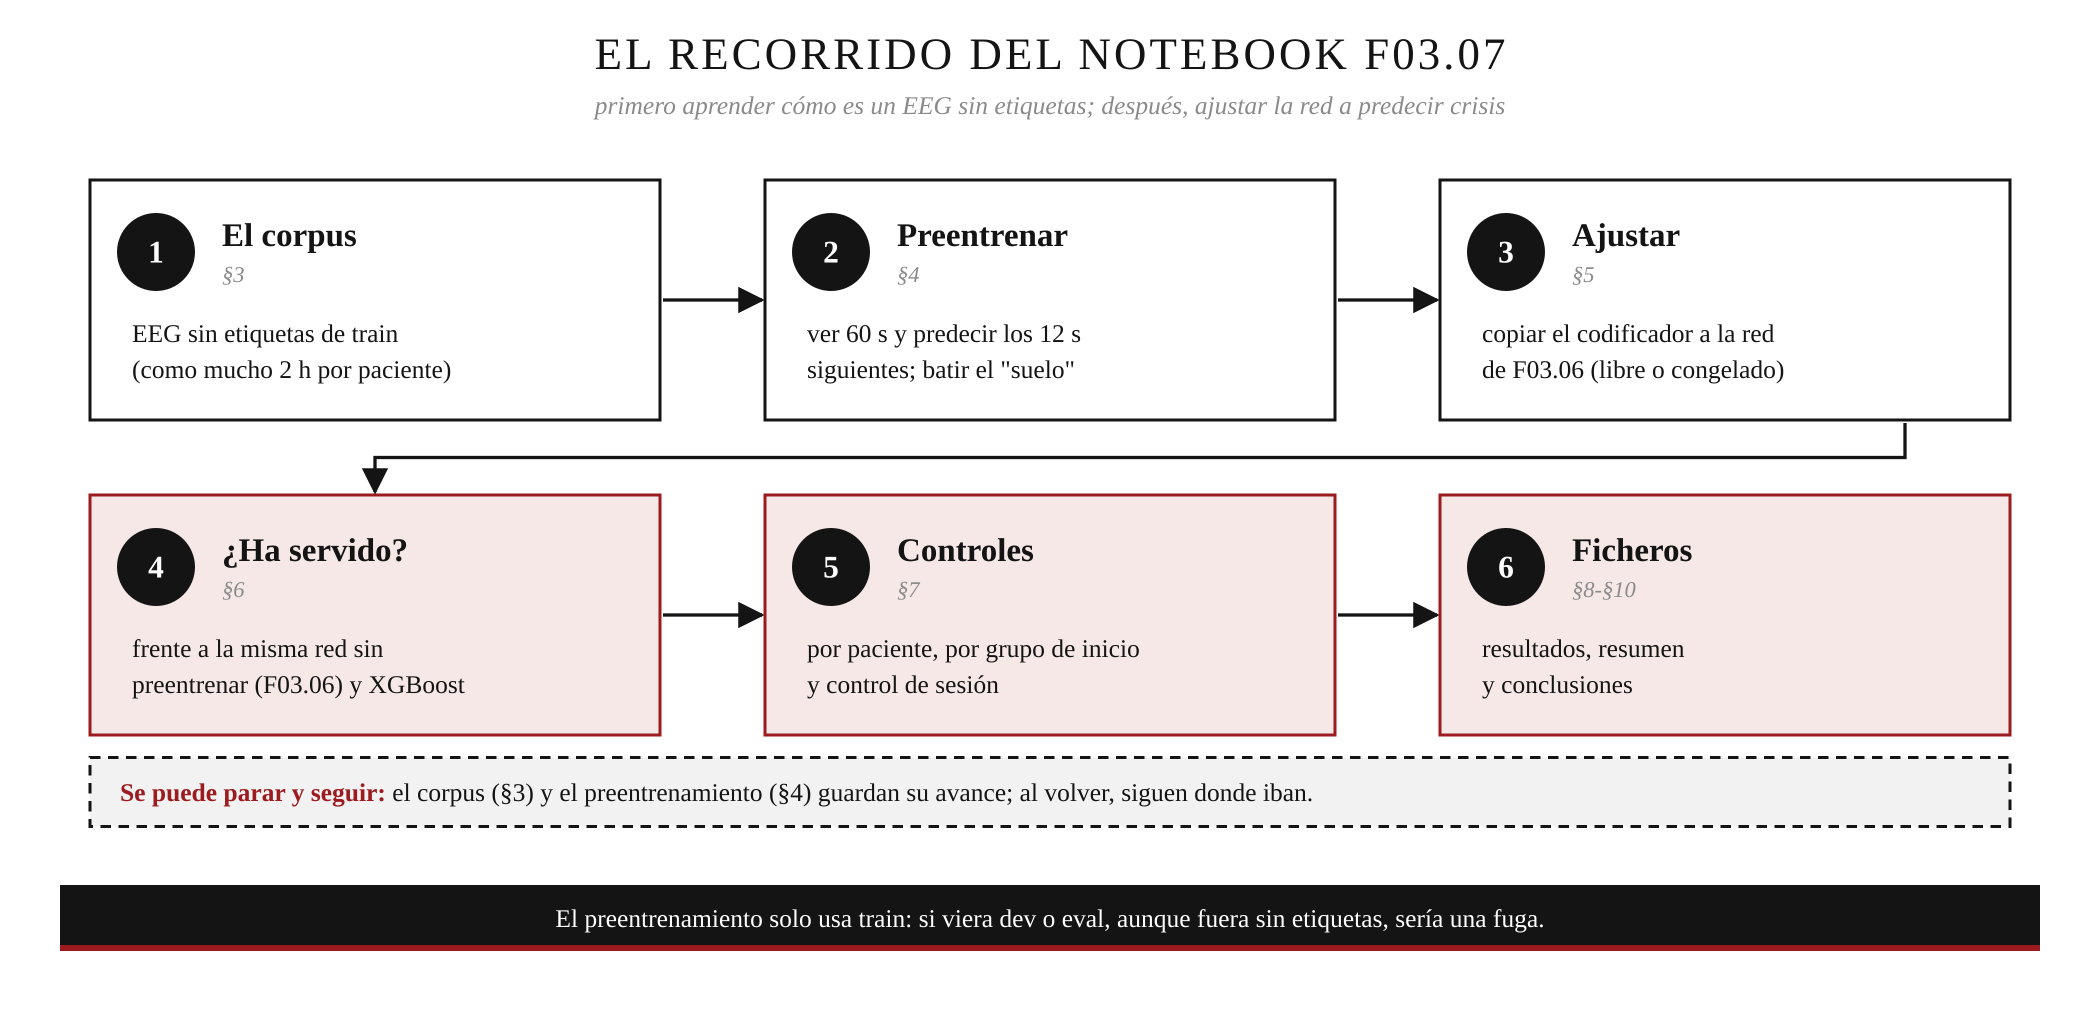 EL RECORRIDO DEL NOTEBOOK F03.07
primero aprender cómo es un EEG sin etiquetas; después, ajustar la red a predecir crisis
1
El corpus
§3
EEG sin etiquetas de train
(como mucho 2 h por paciente)
2
Preentrenar
§4
ver 60 s y predecir los 12 s
siguientes; batir el "suelo"
3
Ajustar
§5
copiar el codificador a la red
de F03.06 (libre o congelado)
4
¿Ha servido?
§6
frente a la misma red sin
preentrenar (F03.06) y XGBoost
5
Controles
§7
por paciente, por grupo de inicio
y control de sesión
6
Ficheros
§8-§10
resultados, resumen
y conclusiones
Se puede parar y seguir: el corpus (§3) y el preentrenamiento (§4) guardan su avance; al volver, siguen donde iban.
El preentrenamiento solo usa train: si viera dev o eval, aunque fuera sin etiquetas, sería una fuga.